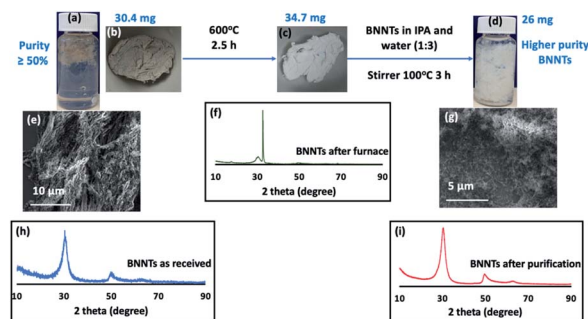 (a)
30.4 mg
600°C
34.7 mg
BNNTs in IPA and
(d)
26 mg
Purity
≥ 50%
(b)
2.5 h
(c)
water (1:3)
Higher purity
BNNTs
Stirrer 100°C 3 h
(e)
10 µm
(f)
BNNTs after furnace
10 30 50 70 90
2 theta (degree)
(g)
5 µm
(h)
BNNTs as received
10 30 50 70 90
2 theta (degree)
(i)
BNNTs after purification
10 30 50 70 90
2 theta (degree)